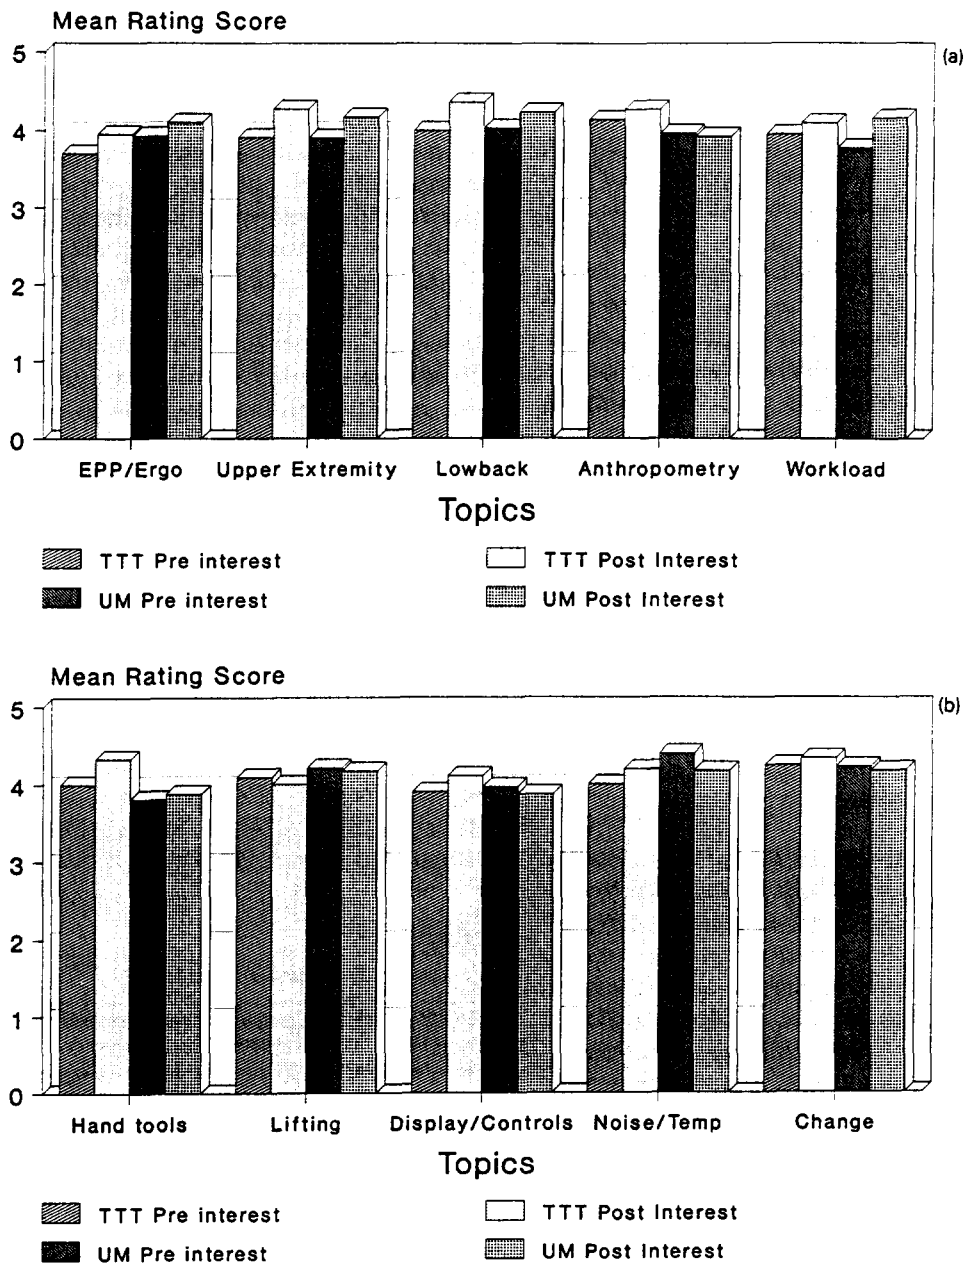 Mean Rating Score
(a)
5
4
3
2
1
0
EPP/Ergo Upper Extremity Lowback Anthropometry Workload
Topics
TTT Pre interest TTT Post Interest
UM Pre interest UM Post Interest
Mean Rating Score
(b)
5
4
3
2
1
0
Hand tools Lifting Display/Controls Noise/Temp Change
Topics
TTT Pre interest TTT Post Interest
UM Pre interest UM Post Interest